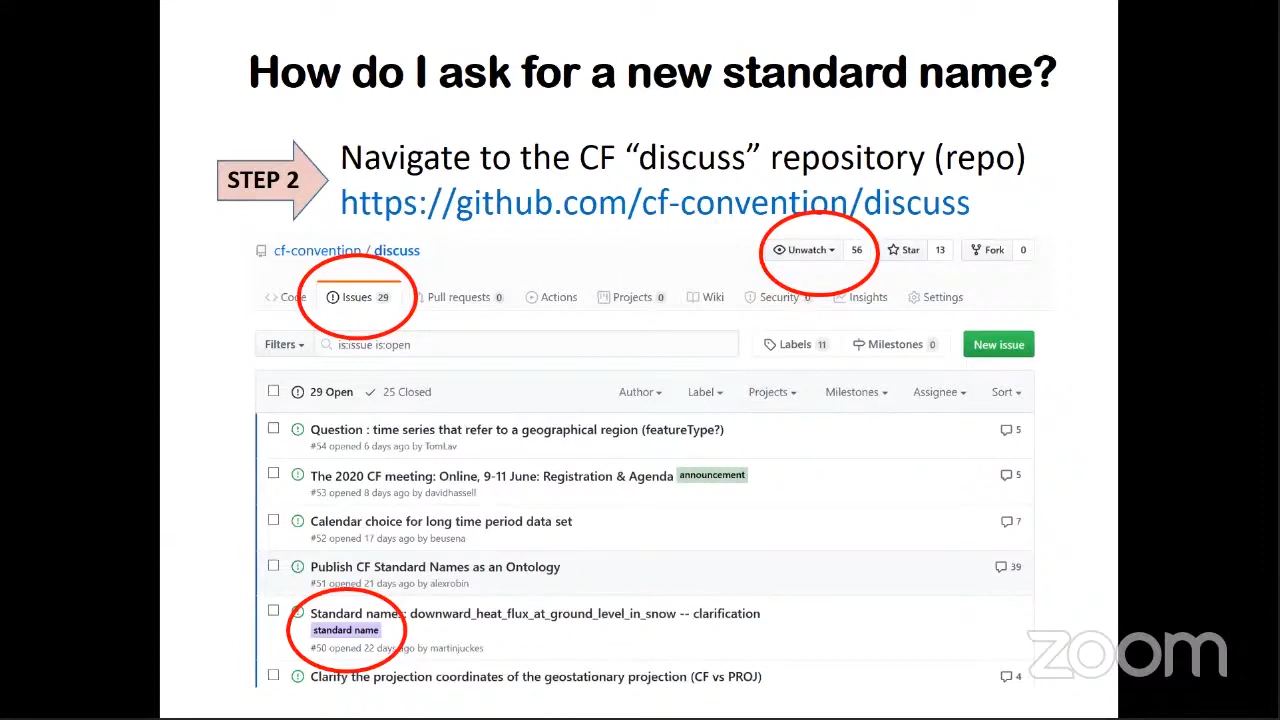 How do I ask for a new standard name?
STEP 2
Navigate to the CF “discuss” repository (repo)
https://github.com/cf-convention/discuss
cf-convention / discuss
Unwatch 56 Star 13 Fork 0
Code Issues 29 Pull requests 0 Actions Projects 0 Wiki Security 0 Insights Settings
Filters is:issue is:open Labels 11 Milestones 0 New issue
29 Open 25 Closed Author Label Projects Milestones Assignee Sort
Question : time series that refer to a geographical region (featureType?) 5
#54 opened 6 days ago by TomLav
The 2020 CF meeting: Online, 9-11 June: Registration & Agenda announcement 5
#53 opened 8 days ago by davidhassell
Calendar choice for long time period data set 7
#52 opened 17 days ago by beusena
Publish CF Standard Names as an Ontology 39
#51 opened 21 days ago by alexrobin
Standard names: downward_heat_flux_at_ground_level_in_snow -- clarification
standard name
#50 opened 22 days ago by martinjuckes
Clarify the projection coordinates of the geostationary projection (CF vs PROJ) 4
zoom